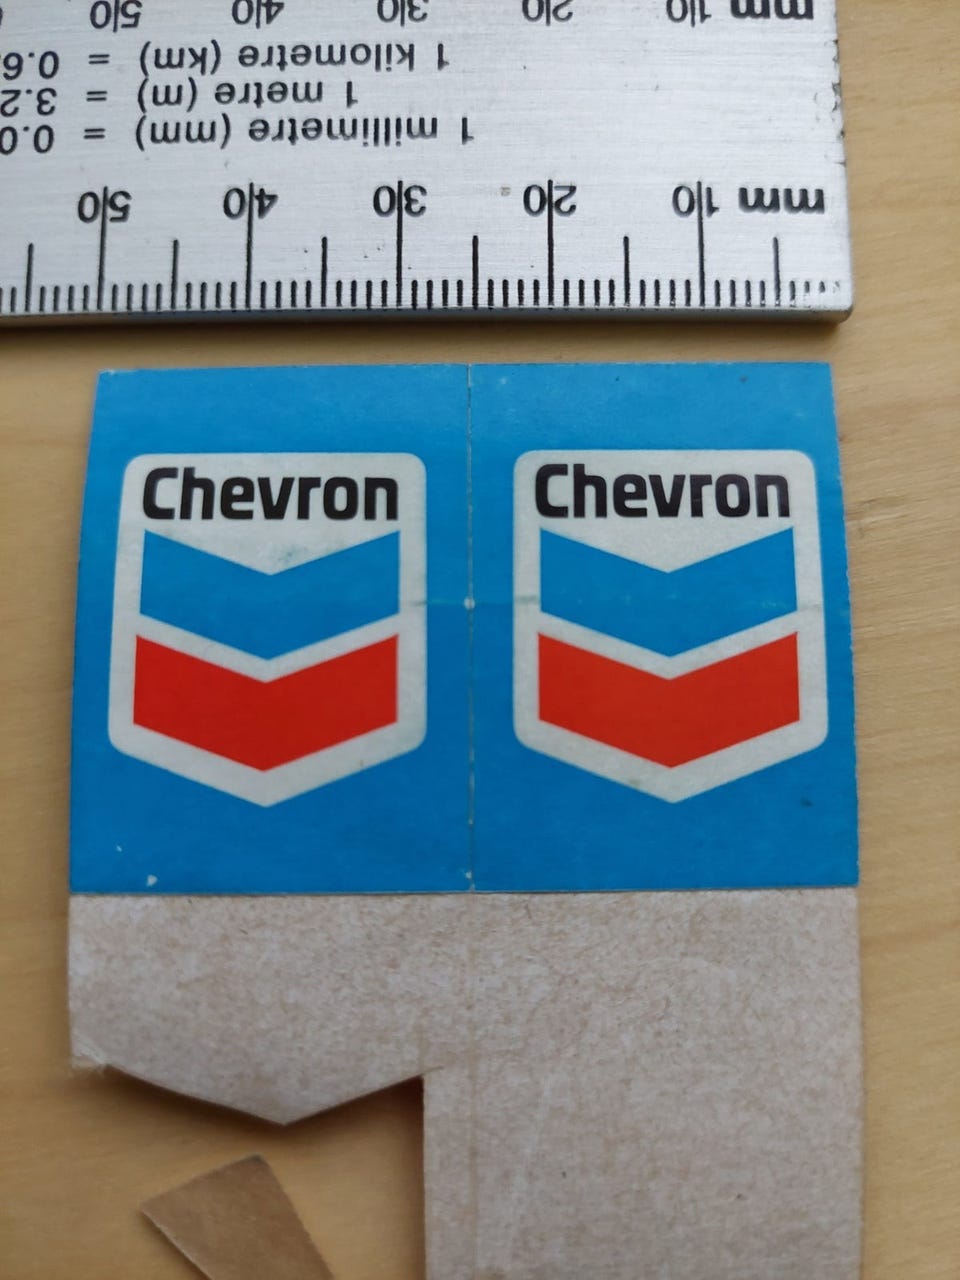 mm 10 20 30 40 50
1 millimetre (mm) = 0.0
1 metre (m) = 3.2
1 kilometre (km) = 0.6
mm 10 20 30 40 50
Chevron
Chevron